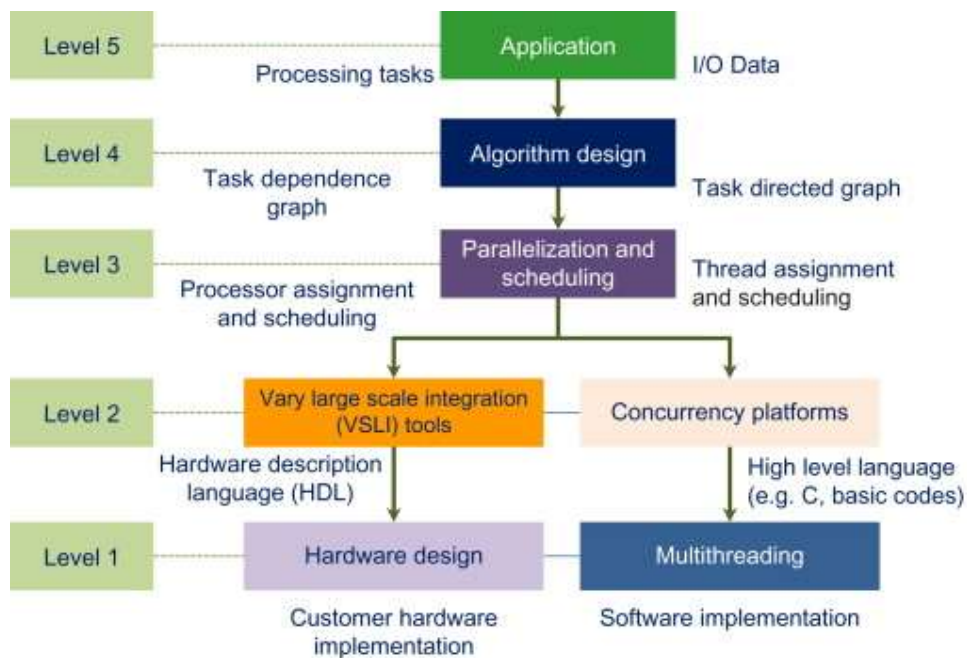 Level 5
Application
Processing tasks
I/O Data
Level 4
Algorithm design
Task dependence
graph
Task directed graph
Level 3
Parallelization and
scheduling
Processor assignment
and scheduling
Thread assignment
and scheduling
Level 2
Vary large scale integration
(VSLI) tools
Concurrency platforms
Hardware description
language (HDL)
High level language
(e.g. C, basic codes)
Level 1
Hardware design
Multithreading
Customer hardware
implementation
Software implementation